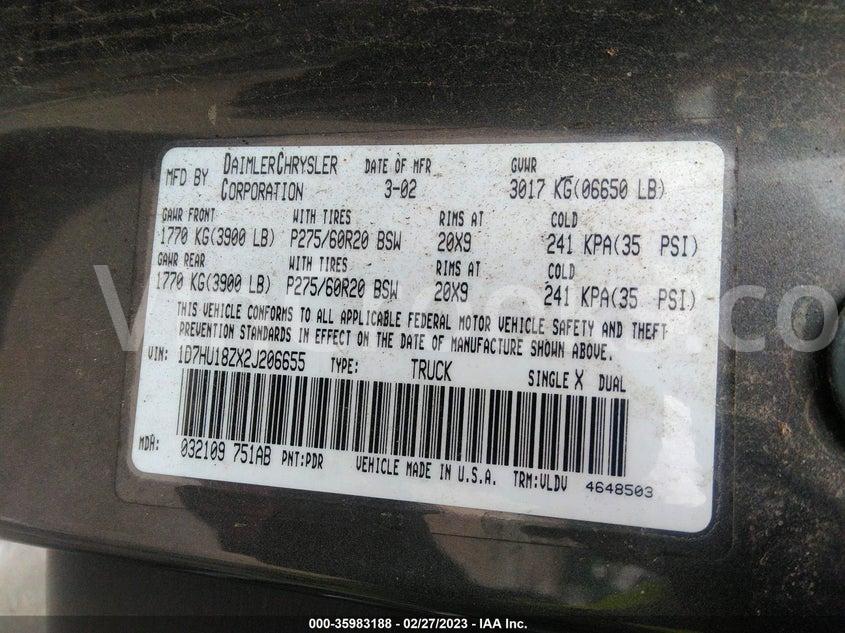 MFD BY DAIMLERCHRYSLER CORPORATION DATE OF MFR 3-02 GVWR 3017 KG(06650 LB)
GAWR FRONT WITH TIRES RIMS AT COLD
1770 KG(3900 LB) P275/60R20 BSW 20X9 241 KPA(35 PSI)
GAWR REAR WITH TIRES RIMS AT COLD
1770 KG(3900 LB) P275/60R20 BSW 20X9 241 KPA(35 PSI)
THIS VEHICLE CONFORMS TO ALL APPLICABLE FEDERAL MOTOR VEHICLE SAFETY AND THEFT
PREVENTION STANDARDS IN EFFECT ON THE DATE OF MANUFACTURE SHOWN ABOVE.
VIN: 1D7HU18ZX2J206655 TYPE: TRUCK SINGLE X DUAL
MDA: 032109 751AB PNT:PDR VEHICLE MADE IN U.S.A. TRM:VLDV 4648503
000-35983188 - 02/27/2023 - IAA Inc.